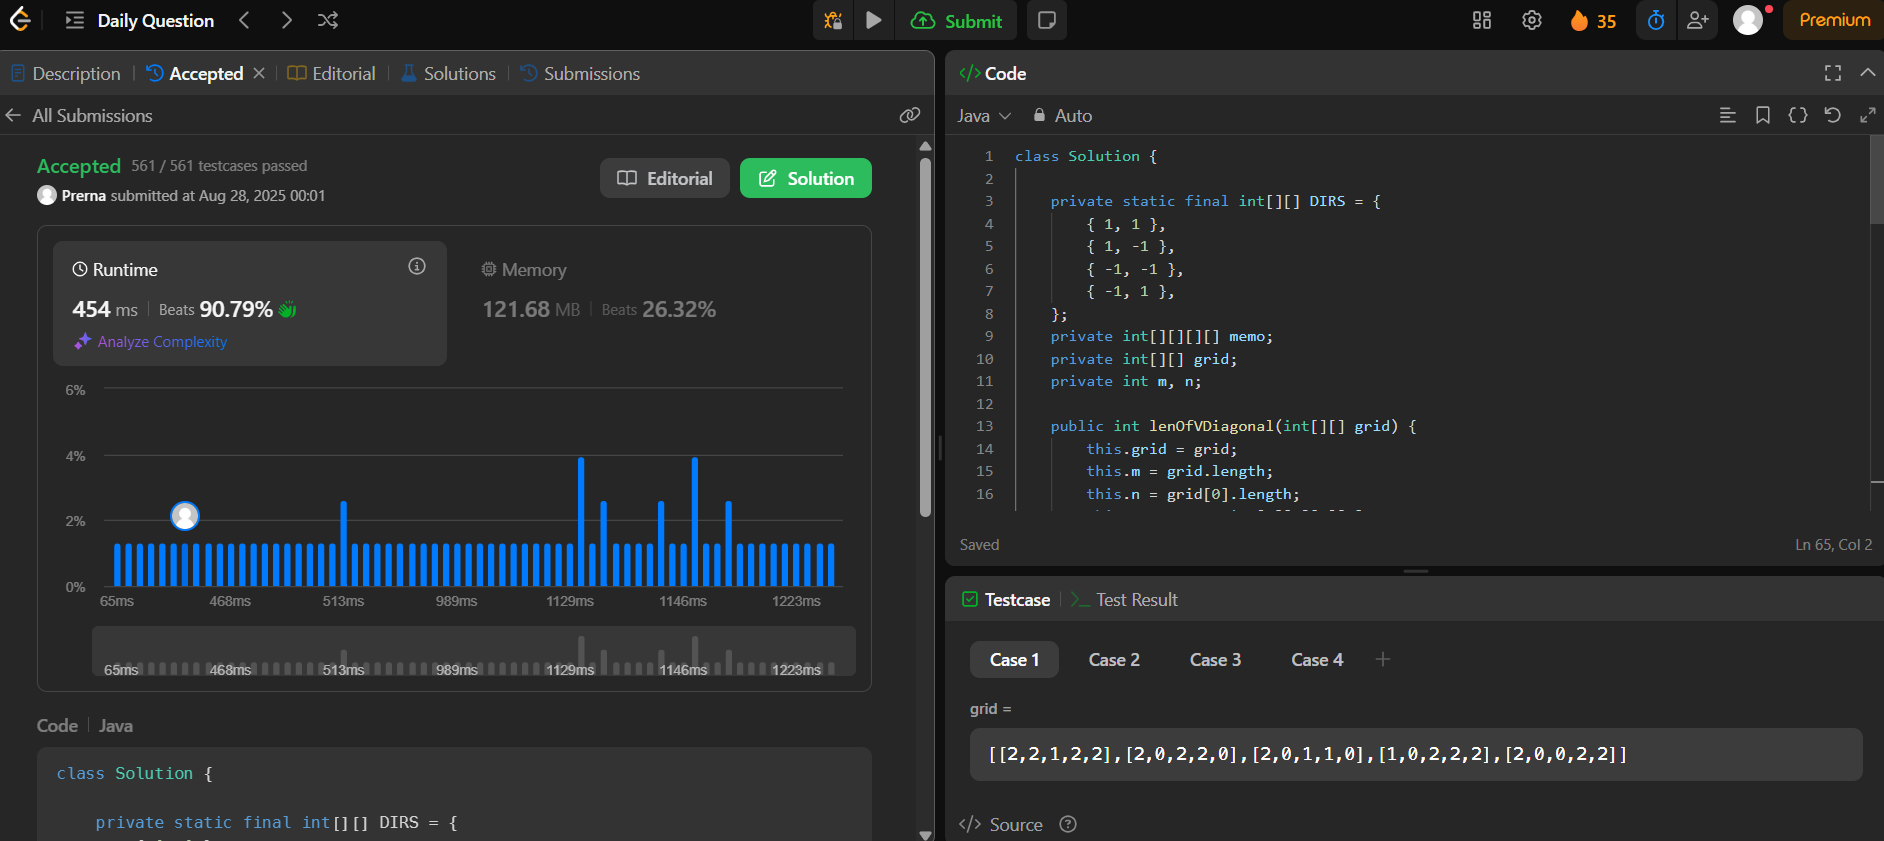 Daily Question
Submit
35
Premium
Description
Accepted
Editorial
Solutions
Submissions
All Submissions
Accepted 561 / 561 testcases passed
Prerna submitted at Aug 28, 2025 00:01
Editorial
Solution
Runtime
454 ms Beats 90.79%
Analyze Complexity
Memory
121.68 MB Beats 26.32%
6%
4%
2%
0%
65ms 468ms 513ms 989ms 1129ms 1146ms 1223ms
65ms 468ms 513ms 989ms 1129ms 1146ms 1223ms
Code Java
class Solution {
private static final int[][] DIRS = {
</> Code
Java Auto
1 class Solution {
2
3 private static final int[][] DIRS = {
4 { 1, 1 },
5 { 1, -1 },
6 { -1, -1 },
7 { -1, 1 },
8 };
9 private int[][][][] memo;
10 private int[][] grid;
11 private int m, n;
12
13 public int lenOfVDiagonal(int[][] grid) {
14 this.grid = grid;
15 this.m = grid.length;
16 this.n = grid[0].length;
Saved
Ln 65, Col 2
Testcase
Test Result
Case 1 Case 2 Case 3 Case 4 +
grid =
[[2,2,1,2,2],[2,0,2,2,0],[2,0,1,1,0],[1,0,2,2,2],[2,0,0,2,2]]
</> Source